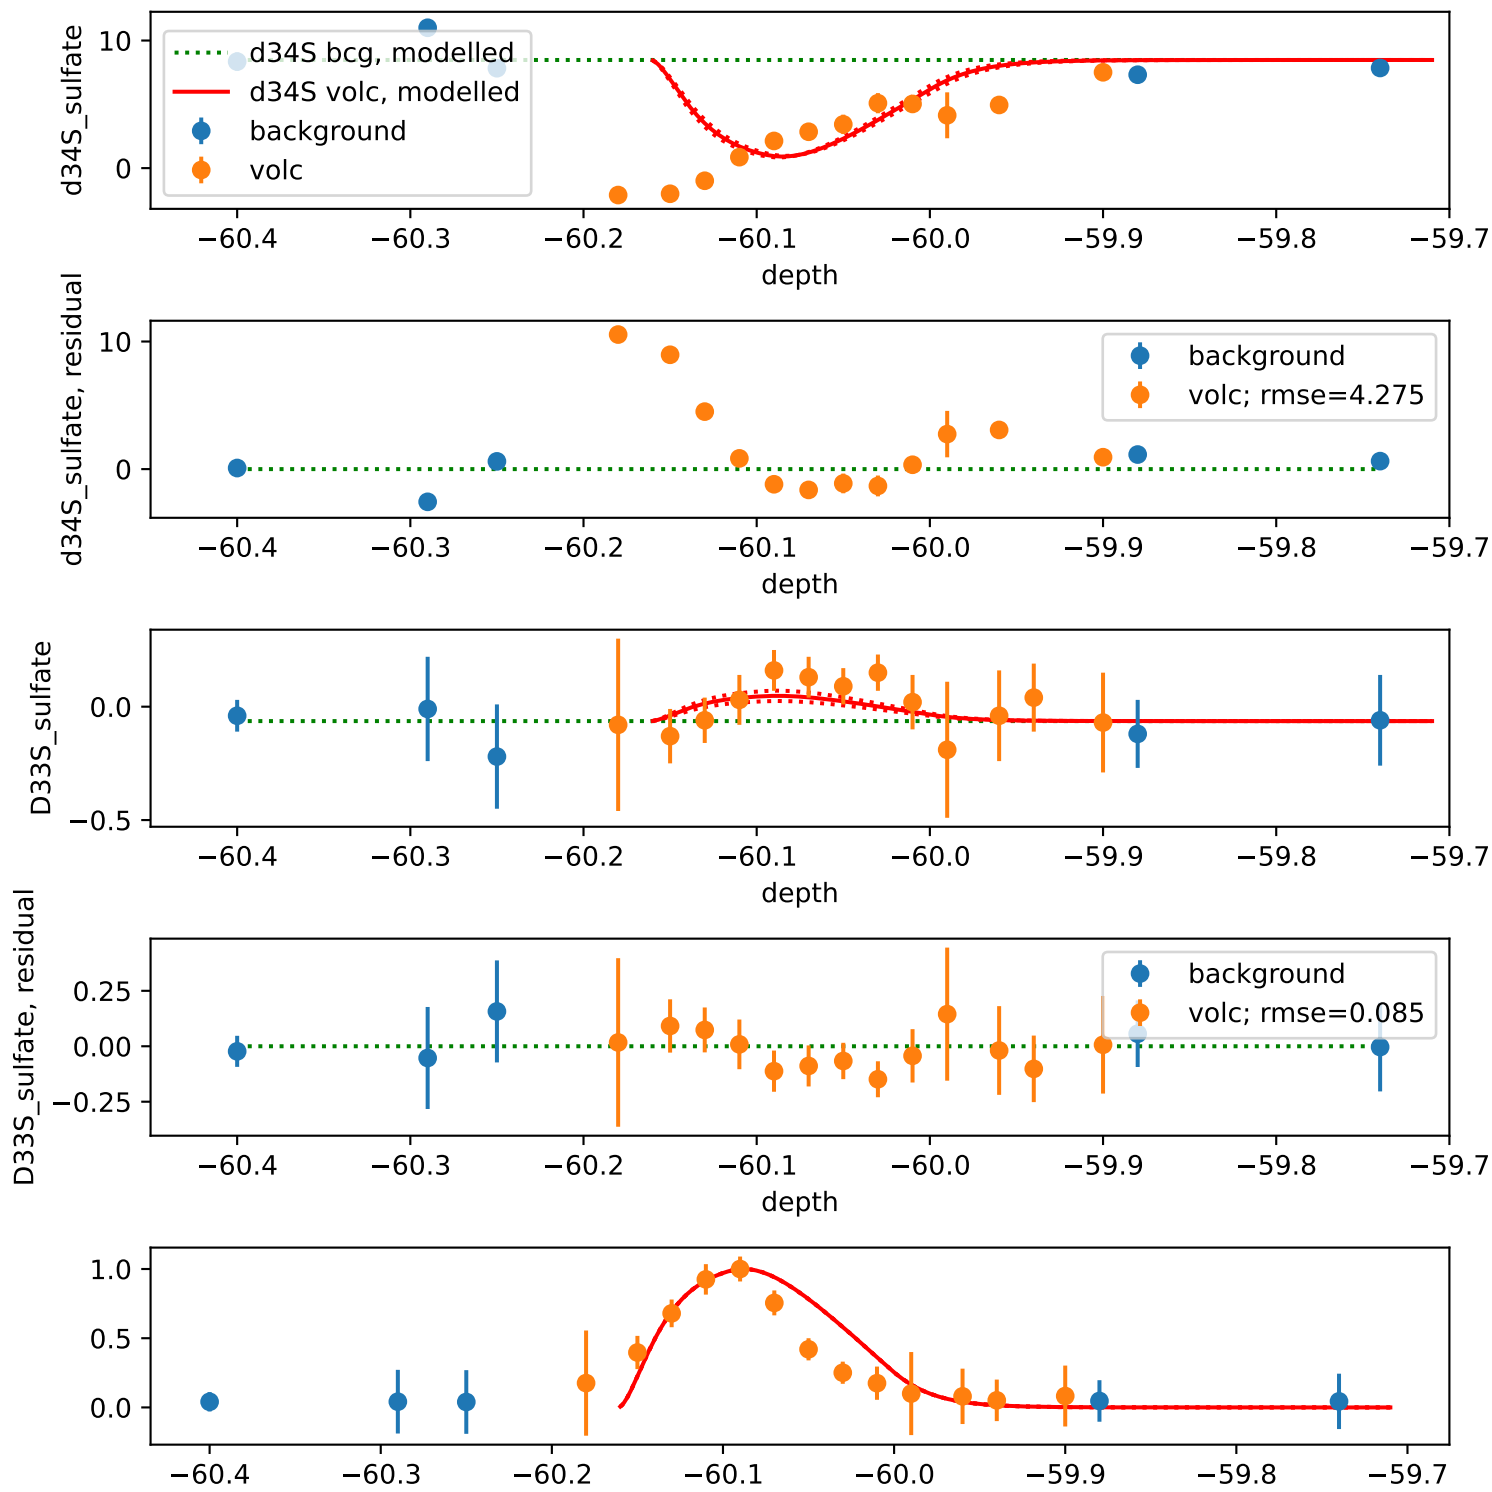 d34S_sulfate
10
0
d34S bcg, modelled
d34S volc, modelled
background
volc
−60.4 −60.3 −60.2 −60.1 −60.0 −59.9 −59.8 −59.7
depth
d34S_sulfate, residual
10
0
background
volc; rmse=4.275
−60.4 −60.3 −60.2 −60.1 −60.0 −59.9 −59.8 −59.7
depth
D33S_sulfate
0.0
−0.5
−60.4 −60.3 −60.2 −60.1 −60.0 −59.9 −59.8 −59.7
depth
D33S_sulfate, residual
0.25
0.00
−0.25
background
volc; rmse=0.085
−60.4 −60.3 −60.2 −60.1 −60.0 −59.9 −59.8 −59.7
depth
1.0
0.5
0.0
−60.4 −60.3 −60.2 −60.1 −60.0 −59.9 −59.8 −59.7